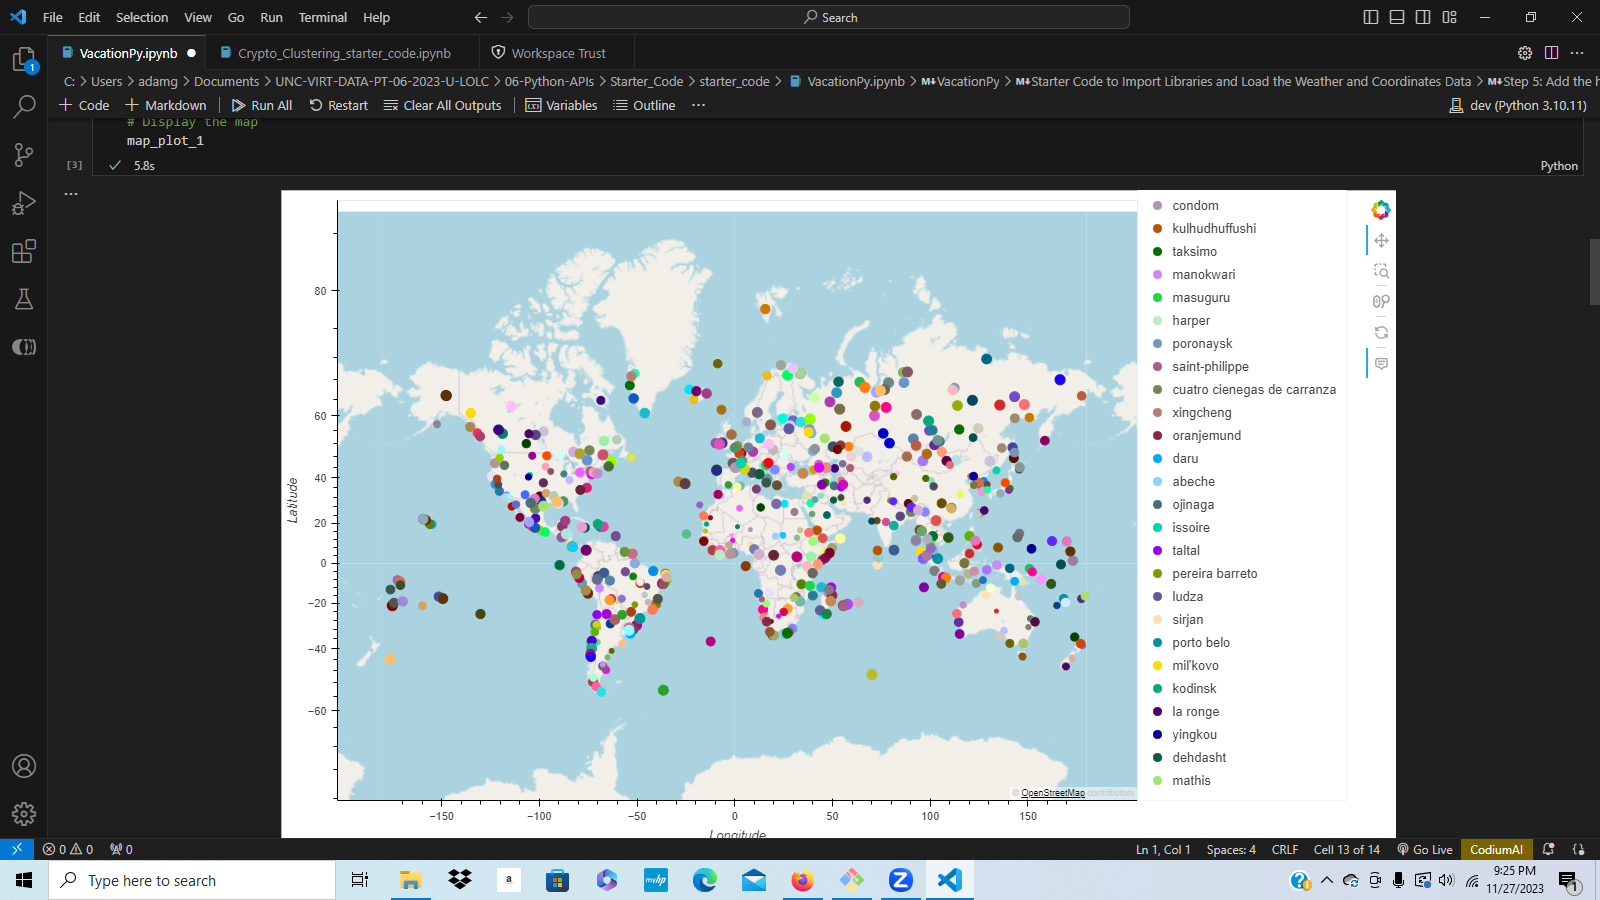 File Edit Selection View Go Run Terminal Help
Search
VacationPy.ipynb
Crypto_Clustering_starter_code.ipynb
Workspace Trust
C: > Users > adamg > Documents > UNC-VIRT-DATA-PT-06-2023-U-LOLC > 06-Python-APIs > Starter_Code > starter_code > VacationPy.ipynb > M↓VacationPy > M↓Starter Code to Import Libraries and Load the Weather and Coordinates Data > M↓Step 5: Add the h
+ Code + Markdown Run All Restart Clear All Outputs Variables Outline ...
dev (Python 3.10.11)
# Display the map
map_plot_1
[3] 5.8s
Python
condom
kulhudhuffushi
taksimo
manokwari
masuguru
harper
poronaysk
saint-philippe
cuatro cienegas de carranza
xingcheng
oranjemund
daru
abeche
ojinaga
issoire
taltal
pereira barreto
ludza
sirjan
porto belo
mil'kovo
kodinsk
la ronge
yingkou
dehdasht
mathis
Latitude
80
60
40
20
0
−20
−40
−60
© OpenStreetMap contributors
−150 −100 −50 0 50 100 150
Longitude
0 0 0
Ln 1, Col 1 Spaces: 4 CRLF Cell 13 of 14 Go Live CodiumAI
Type here to search
a
myhp
9:25 PM
11/27/2023
1
1